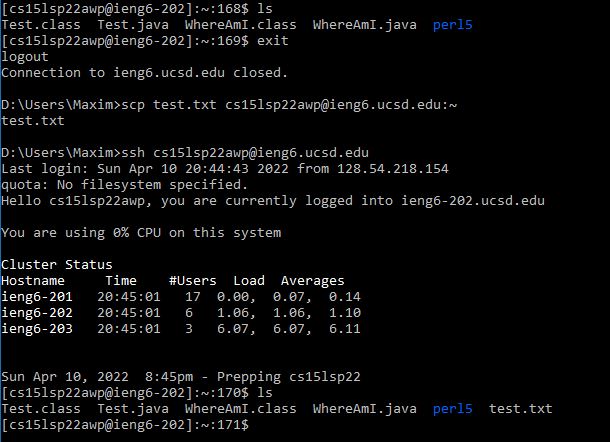 [cs15lsp22awp@ieng6-202]:~:168$ ls
Test.class  Test.java  WhereAmI.class  WhereAmI.java  perl5
[cs15lsp22awp@ieng6-202]:~:169$ exit
logout
Connection to ieng6.ucsd.edu closed.
D:\Users\Maxim>scp test.txt cs15lsp22awp@ieng6.ucsd.edu:~
test.txt
D:\Users\Maxim>ssh cs15lsp22awp@ieng6.ucsd.edu
Last login: Sun Apr 10 20:44:43 2022 from 128.54.218.154
quota: No filesystem specified.
Hello cs15lsp22awp, you are currently logged into ieng6-202.ucsd.edu
You are using 0% CPU on this system
Cluster Status
Hostname     Time    #Users  Load  Averages
ieng6-201   20:45:01   17  0.00,  0.07,  0.14
ieng6-202   20:45:01   6   1.06,  1.06,  1.10
ieng6-203   20:45:01   3   6.07,  6.07,  6.11
Sun Apr 10, 2022  8:45pm - Prepping cs15lsp22
[cs15lsp22awp@ieng6-202]:~:170$ ls
Test.class  Test.java  WhereAmI.class  WhereAmI.java  perl5  test.txt
[cs15lsp22awp@ieng6-202]:~:171$